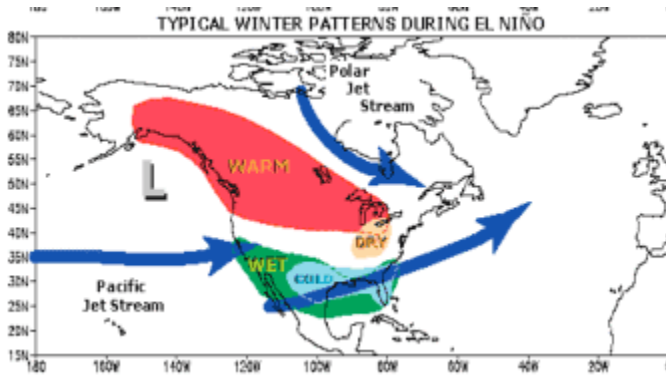 TYPICAL WINTER PATTERNS DURING EL NIÑO
80N
75N
70N
65N
60N
55N
50N
45N
40N
35N
30N
25N
20N
15N
Polar
Jet
Stream
WARM
L
DRY
WET
COLD
Pacific
Jet Stream
180 160W 140W 120W 100W 80W 60W 40W 20W